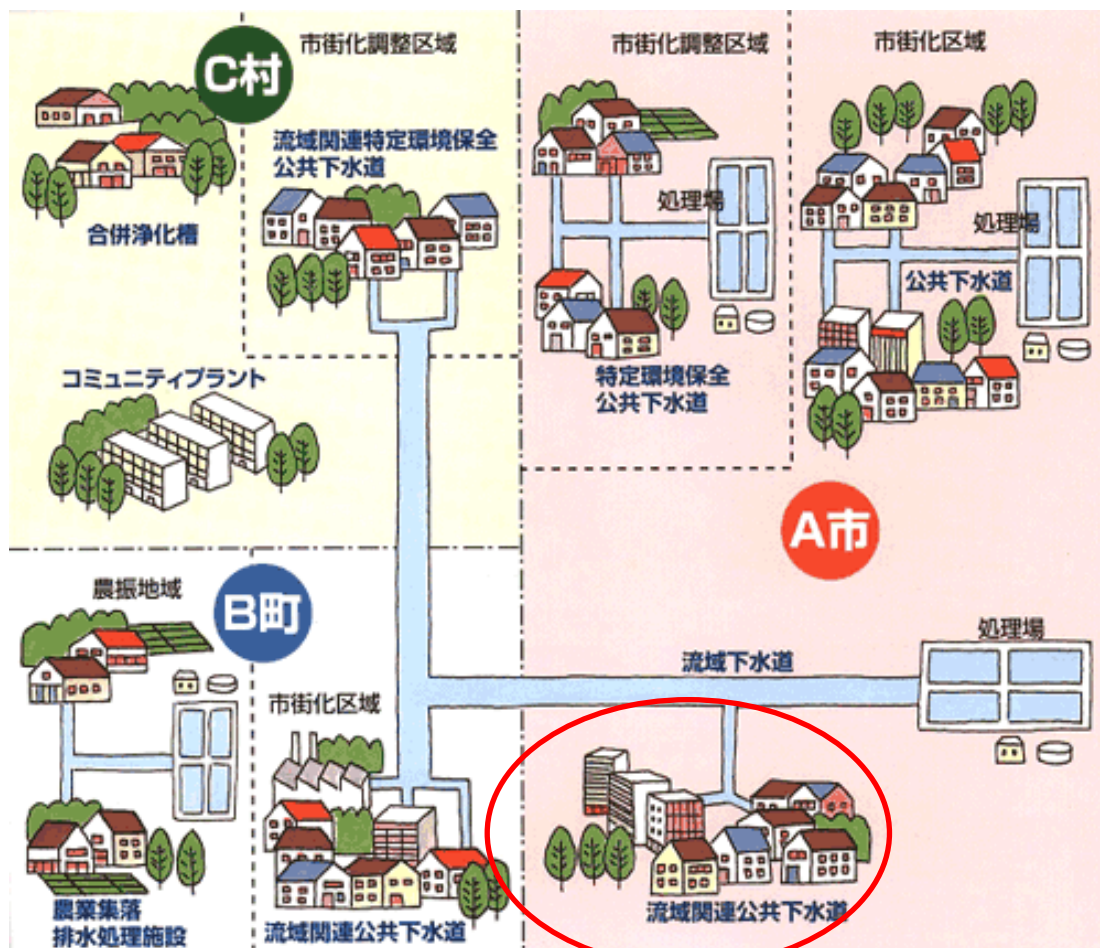 C村
市街化調整区域
流域関連特定環境保全
公共下水道
合併浄化槽
コミュニティプラント
市街化調整区域
処理場
特定環境保全
公共下水道
市街化区域
処理場
公共下水道
A市
農振地域
B町
市街化区域
農業集落
排水処理施設
流域関連公共下水道
流域下水道
処理場
流域関連公共下水道